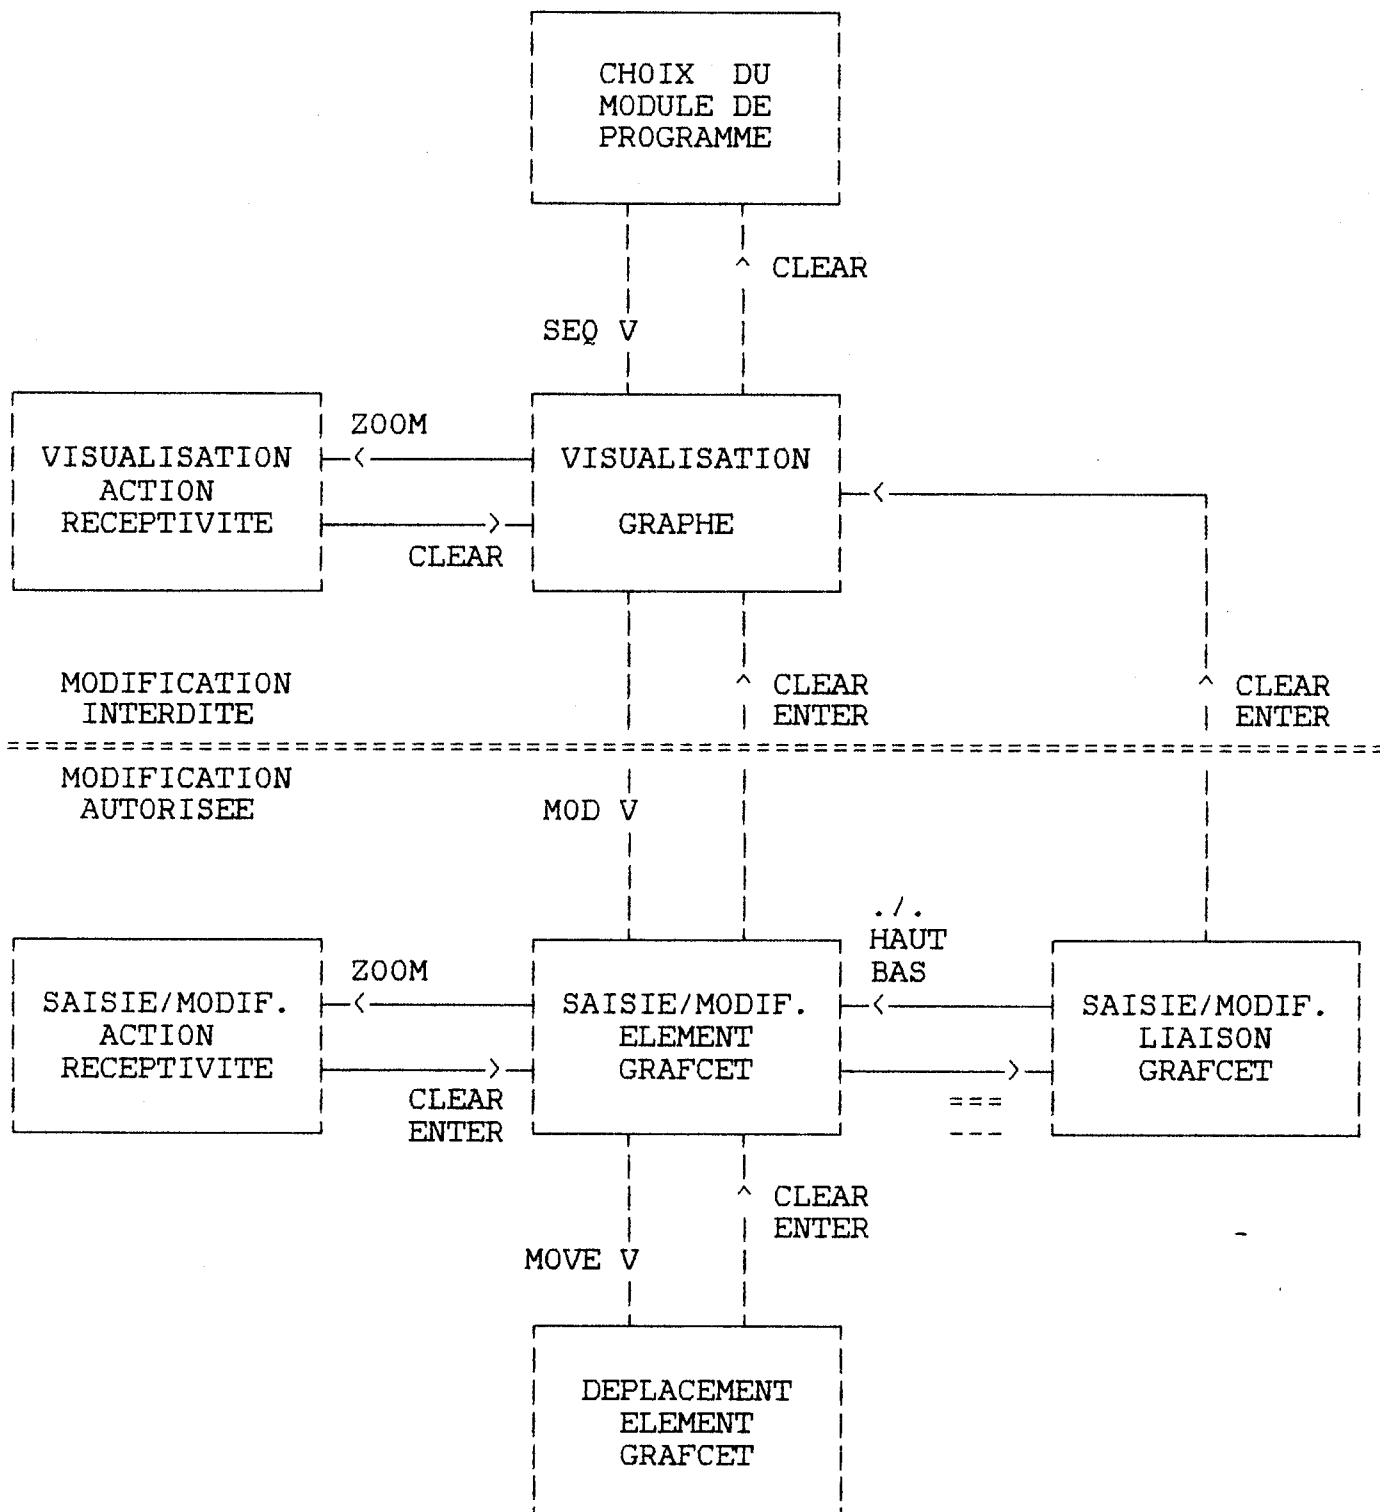 CHOIX DU
MODULE DE
PROGRAMME
CLEAR
SEQ V
ZOOM
VISUALISATION
ACTION
RECEPTIVITE
CLEAR
VISUALISATION
GRAPHE
MODIFICATION
INTERDITE
CLEAR
ENTER
CLEAR
ENTER
MODIFICATION
AUTORISEE
MOD V
./.
HAUT
BAS
ZOOM
SAISIE/MODIF.
ACTION
RECEPTIVITE
CLEAR
ENTER
SAISIE/MODIF.
ELEMENT
GRAFCET
===
---
SAISIE/MODIF.
LIAISON
GRAFCET
CLEAR
ENTER
MOVE V
DEPLACEMENT
ELEMENT
GRAFCET